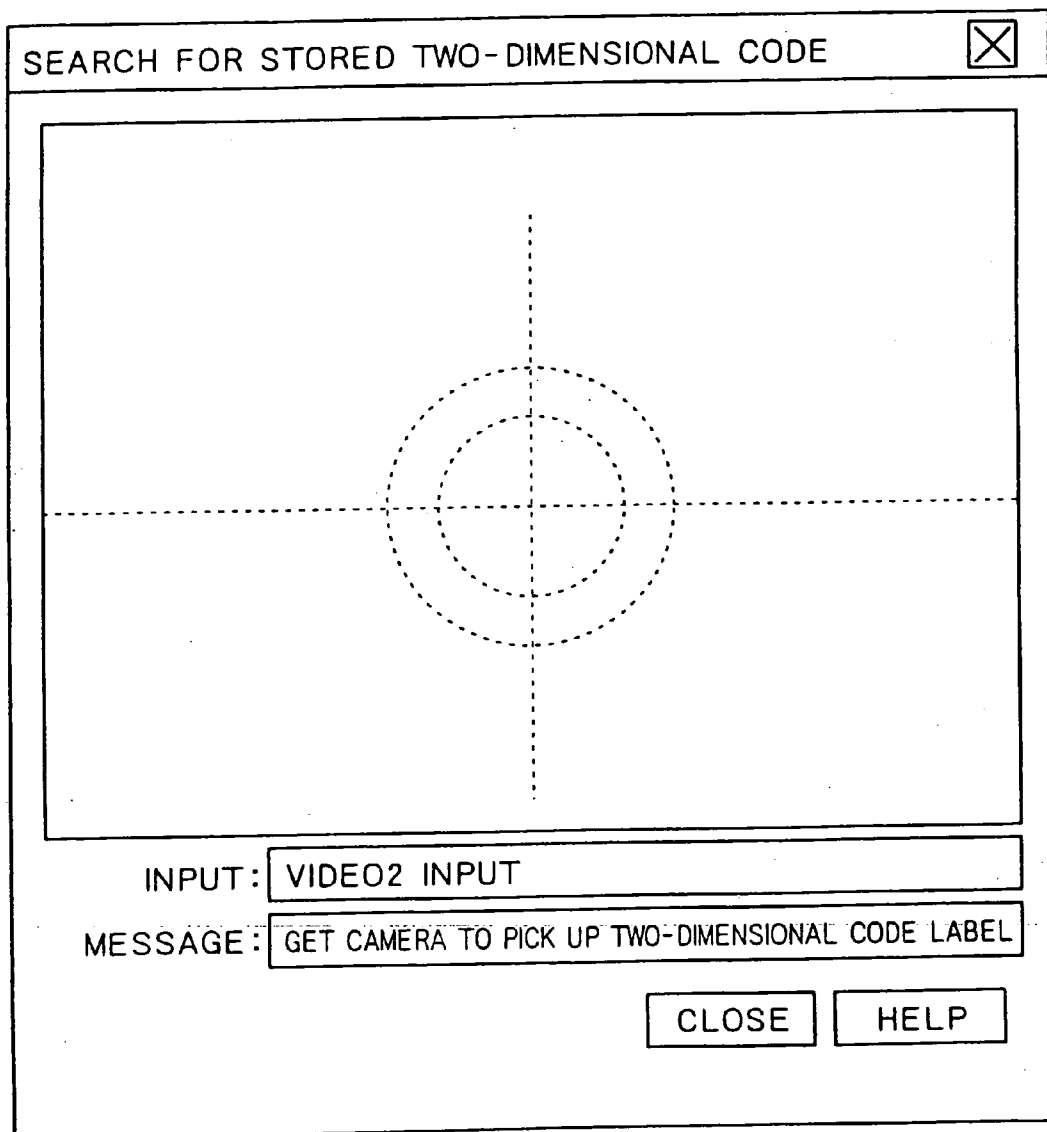 SEARCH FOR STORED TWO-DIMENSIONAL CODE
INPUT: VIDEO2 INPUT
MESSAGE: GET CAMERA TO PICK UP TWO-DIMENSIONAL CODE LABEL
CLOSE HELP